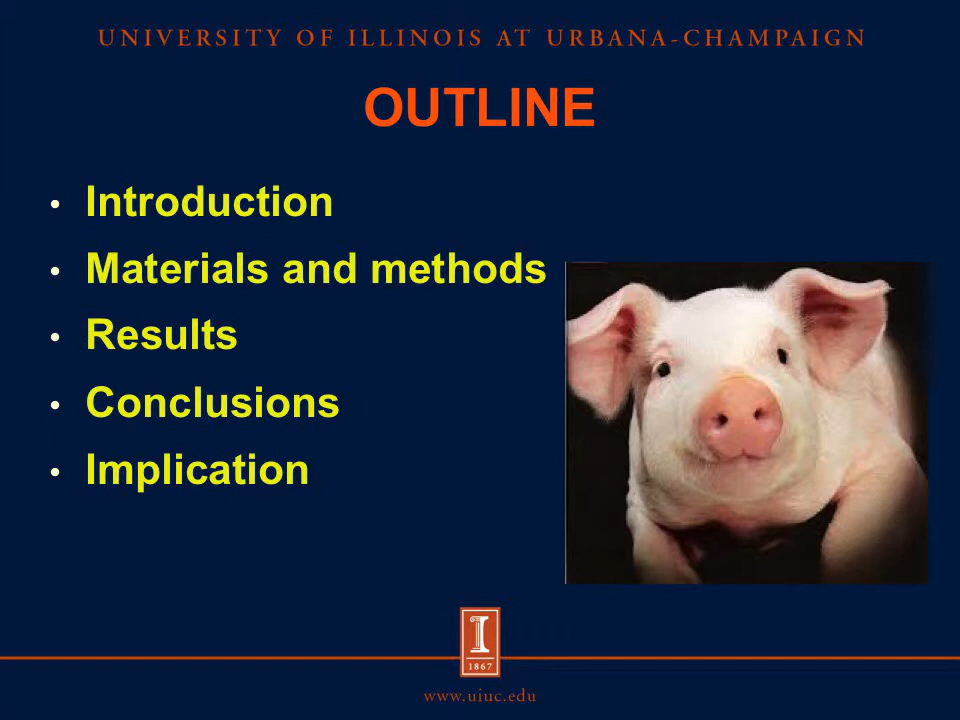 UNIVERSITY OF ILLINOIS AT URBANA-CHAMPAIGN
OUTLINE
• Introduction
• Materials and methods
• Results
• Conclusions
• Implication
I
1867
www.uiuc.edu